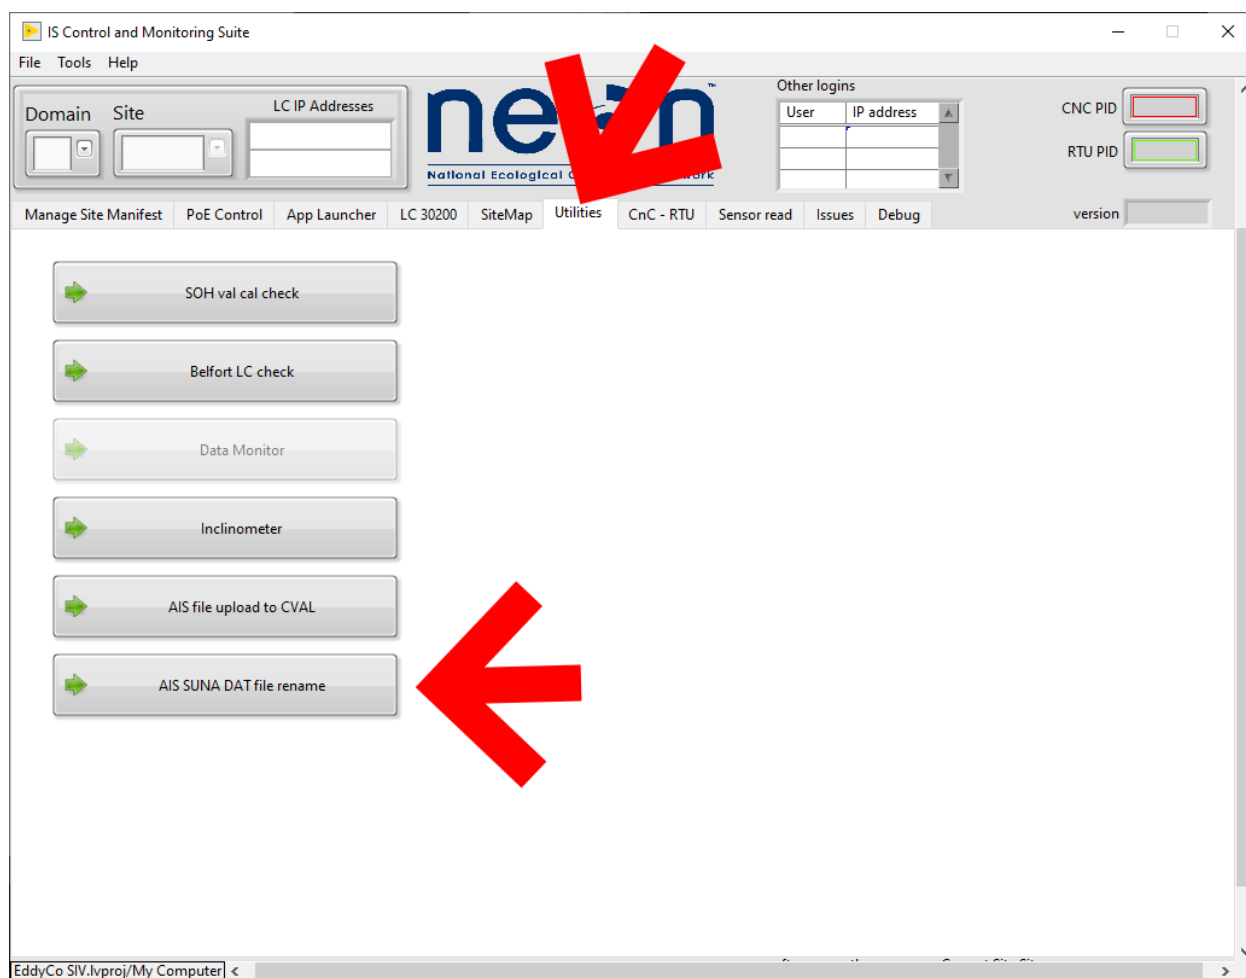 IS Control and Monitoring Suite
File Tools Help
Domain Site LC IP Addresses
Other logins
User IP address
CNC PID
RTU PID
National Ecological
Manage Site Manifest PoE Control App Launcher LC 30200 SiteMap Utilities CnC - RTU Sensor read Issues Debug version
SOH val cal check
Belfort LC check
Data Monitor
Inclinometer
AIS file upload to CVAL
AIS SUNA DAT file rename
EddyCo SIV.lvproj/My Computer